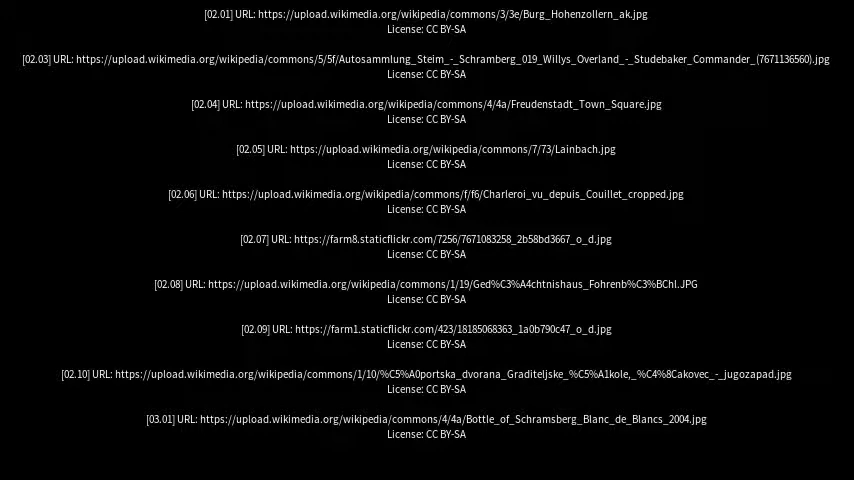 [02.01] URL: https://upload.wikimedia.org/wikipedia/commons/3/3e/Burg_Hohenzollern_ak.jpg
License: CC BY-SA
[02.03] URL: https://upload.wikimedia.org/wikipedia/commons/5/5f/Autosammlung_Steim_-_Schramberg_019_Willys_Overland_-_Studebaker_Commander_(7671136560).jpg
License: CC BY-SA
[02.04] URL: https://upload.wikimedia.org/wikipedia/commons/4/4a/Freudenstadt_Town_Square.jpg
License: CC BY-SA
[02.05] URL: https://upload.wikimedia.org/wikipedia/commons/7/73/Lainbach.jpg
License: CC BY-SA
[02.06] URL: https://upload.wikimedia.org/wikipedia/commons/f/f6/Charleroi_vu_depuis_Couillet_cropped.jpg
License: CC BY-SA
[02.07] URL: https://farm8.staticflickr.com/7256/7671083258_2b58bd3667_o_d.jpg
License: CC BY-SA
[02.08] URL: https://upload.wikimedia.org/wikipedia/commons/1/19/Ged%C3%A4chtnishaus_Fohrenb%C3%BChl.JPG
License: CC BY-SA
[02.09] URL: https://farm1.staticflickr.com/423/18185068363_1a0b790c47_o_d.jpg
License: CC BY-SA
[02.10] URL: https://upload.wikimedia.org/wikipedia/commons/1/10/%C5%A0portska_dvorana_Graditeljske_%C5%A1kole,_%C4%8Cakovec_-_jugozapad.jpg
License: CC BY-SA
[03.01] URL: https://upload.wikimedia.org/wikipedia/commons/4/4a/Bottle_of_Schramsberg_Blanc_de_Blancs_2004.jpg
License: CC BY-SA